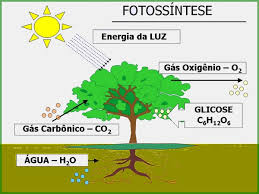 FOTOSSÍNTESE
Energia da LUZ
Gás Oxigênio – O₂
GLICOSE
C₆H₁₂O₆
Gás Carbônico – CO₂
ÁGUA – H₂O